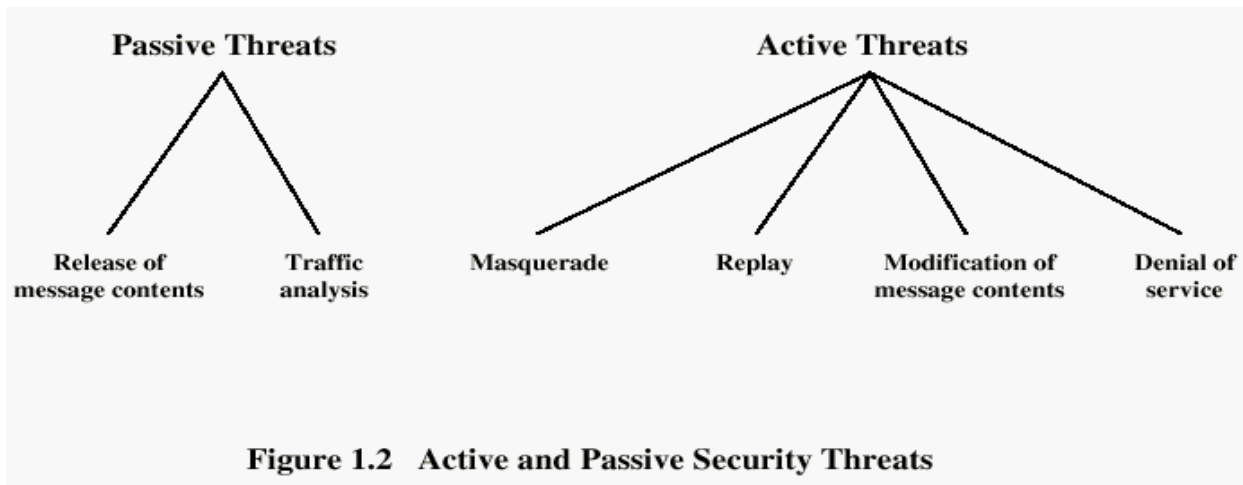 Passive Threats
Active Threats
Release of
message contents
Traffic
analysis
Masquerade
Replay
Modification of
message contents
Denial of
service
Figure 1.2 Active and Passive Security Threats